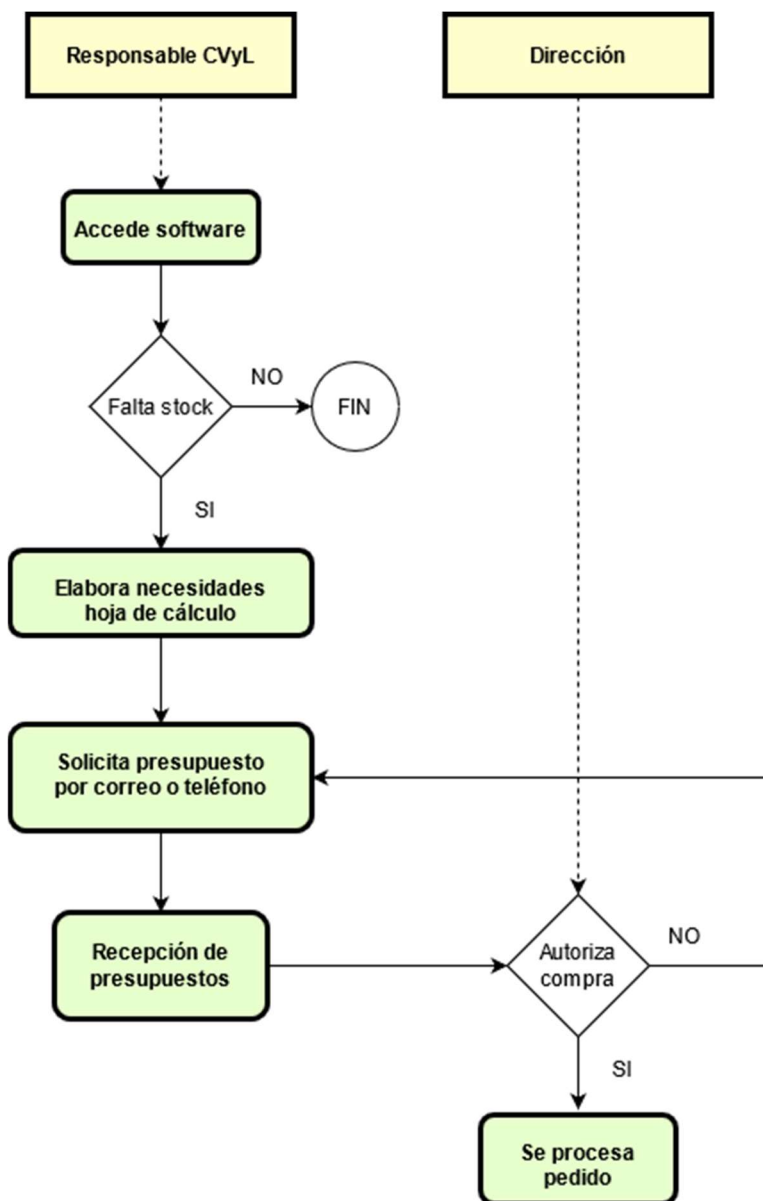 Responsable CVyL
Dirección
Accede software
Falta stock
NO
FIN
SI
Elabora necesidades
hoja de cálculo
Solicita presupuesto
por correo o teléfono
Recepción de
presupuestos
Autoriza
compra
NO
SI
Se procesa
pedido